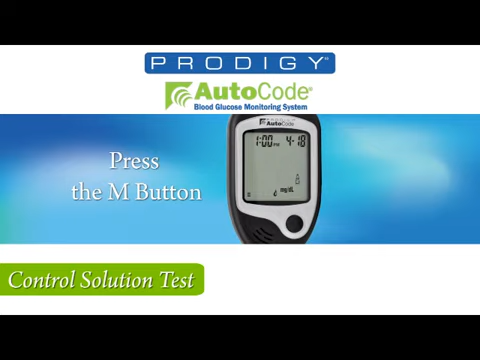 PRODIGY®
AutoCode®
Blood Glucose Monitoring System
AutoCode
1:00 PM 4-18
Press
the M Button
mg/dL
Control Solution Test